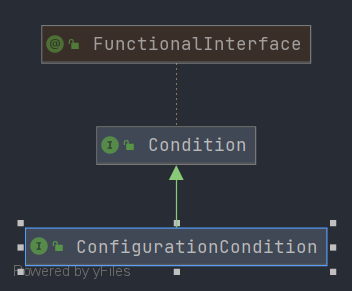 @ FunctionalInterface
I Condition
I ConfigurationCondition
Powered by yFiles